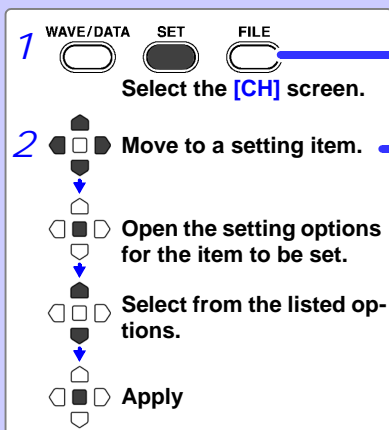 1 WAVE/DATA SET FILE
Select the [CH] screen.
2 Move to a setting item.
Open the setting options
for the item to be set.
Select from the listed op-
tions.
Apply